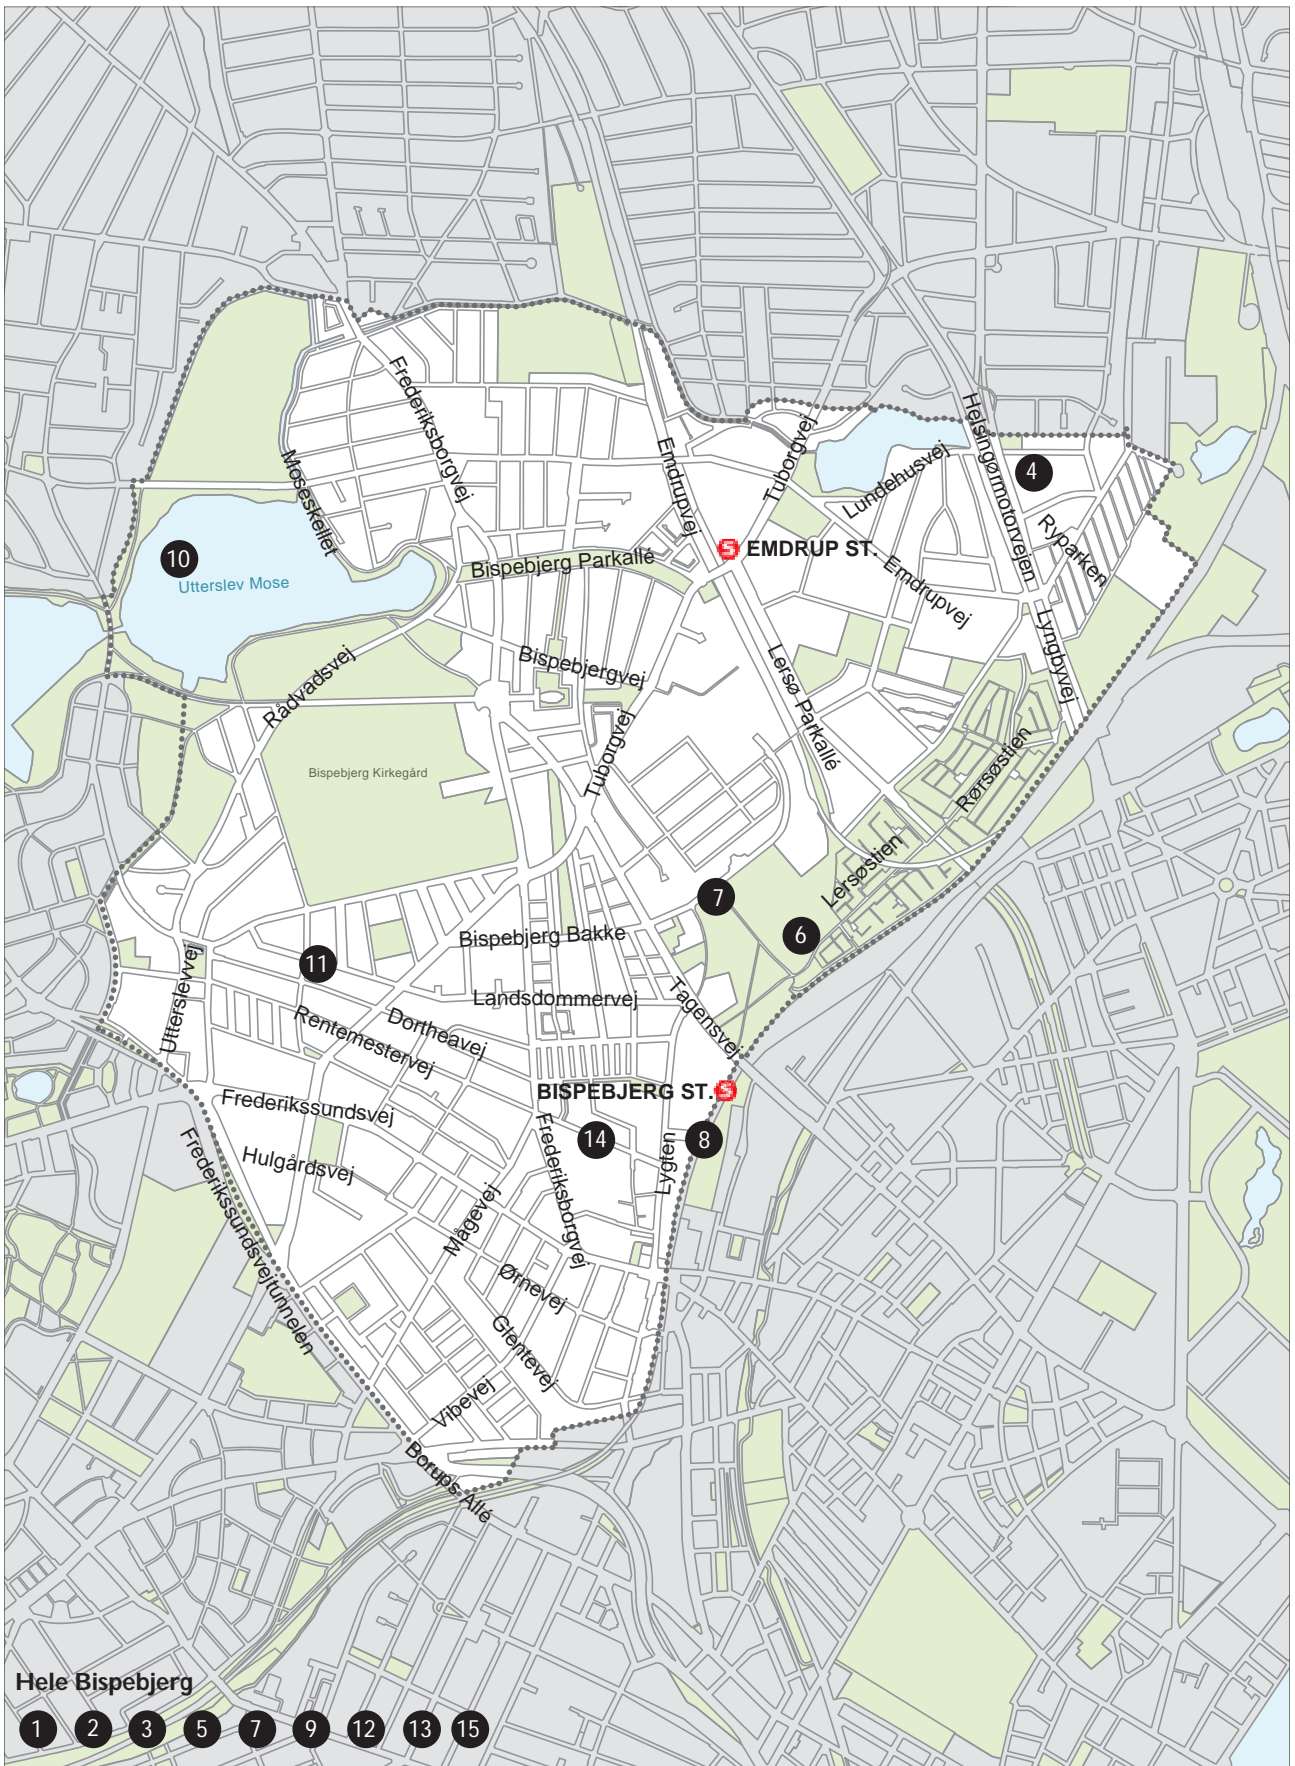 Frederiksborgvej
Helsingørmotorvejen
Tuborgvej
Emdrupvej
Lundehusvej
4
Moseskellet
Ryparken
10
Utterslev Mose
EMDRUP ST.
Bispebjerg Parkallé
Emdrupvej
Lyngbyvej
Bispebjergvej
Rådvadsvej
Lersø Parkallé
Tuborgvej
Rørsøstien
Bispebjerg Kirkegård
Lersøstien
7
6
Bispebjerg Bakke
11
Utterslevvej
Landsdommervej
Tagensvej
Dortheavej
Rentemestervej
BISPEBJERG ST.
Frederikssundsvej
14
8
Frederiksborgvej
Lygten
Hulgårdsvej
Frederikssundsvejtunnelen
Mågevej
Ørnevej
Glentevej
Vibevej
Borups Allé
Hele Bispebjerg
1 2 3 5 7 9 12 13 15